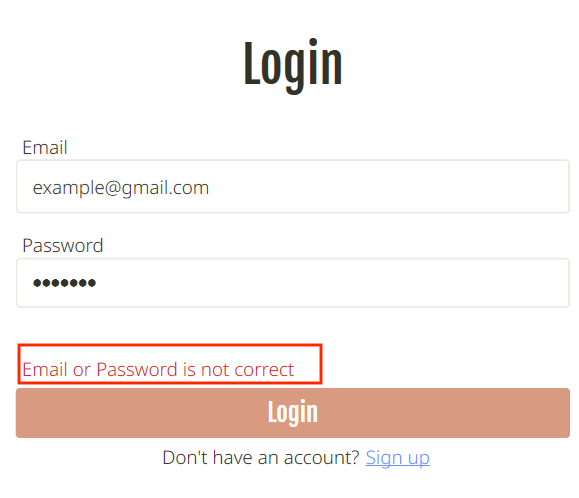 Login
Email
example@gmail.com
Password
•••••••
Email or Password is not correct
Login
Don't have an account? Sign up